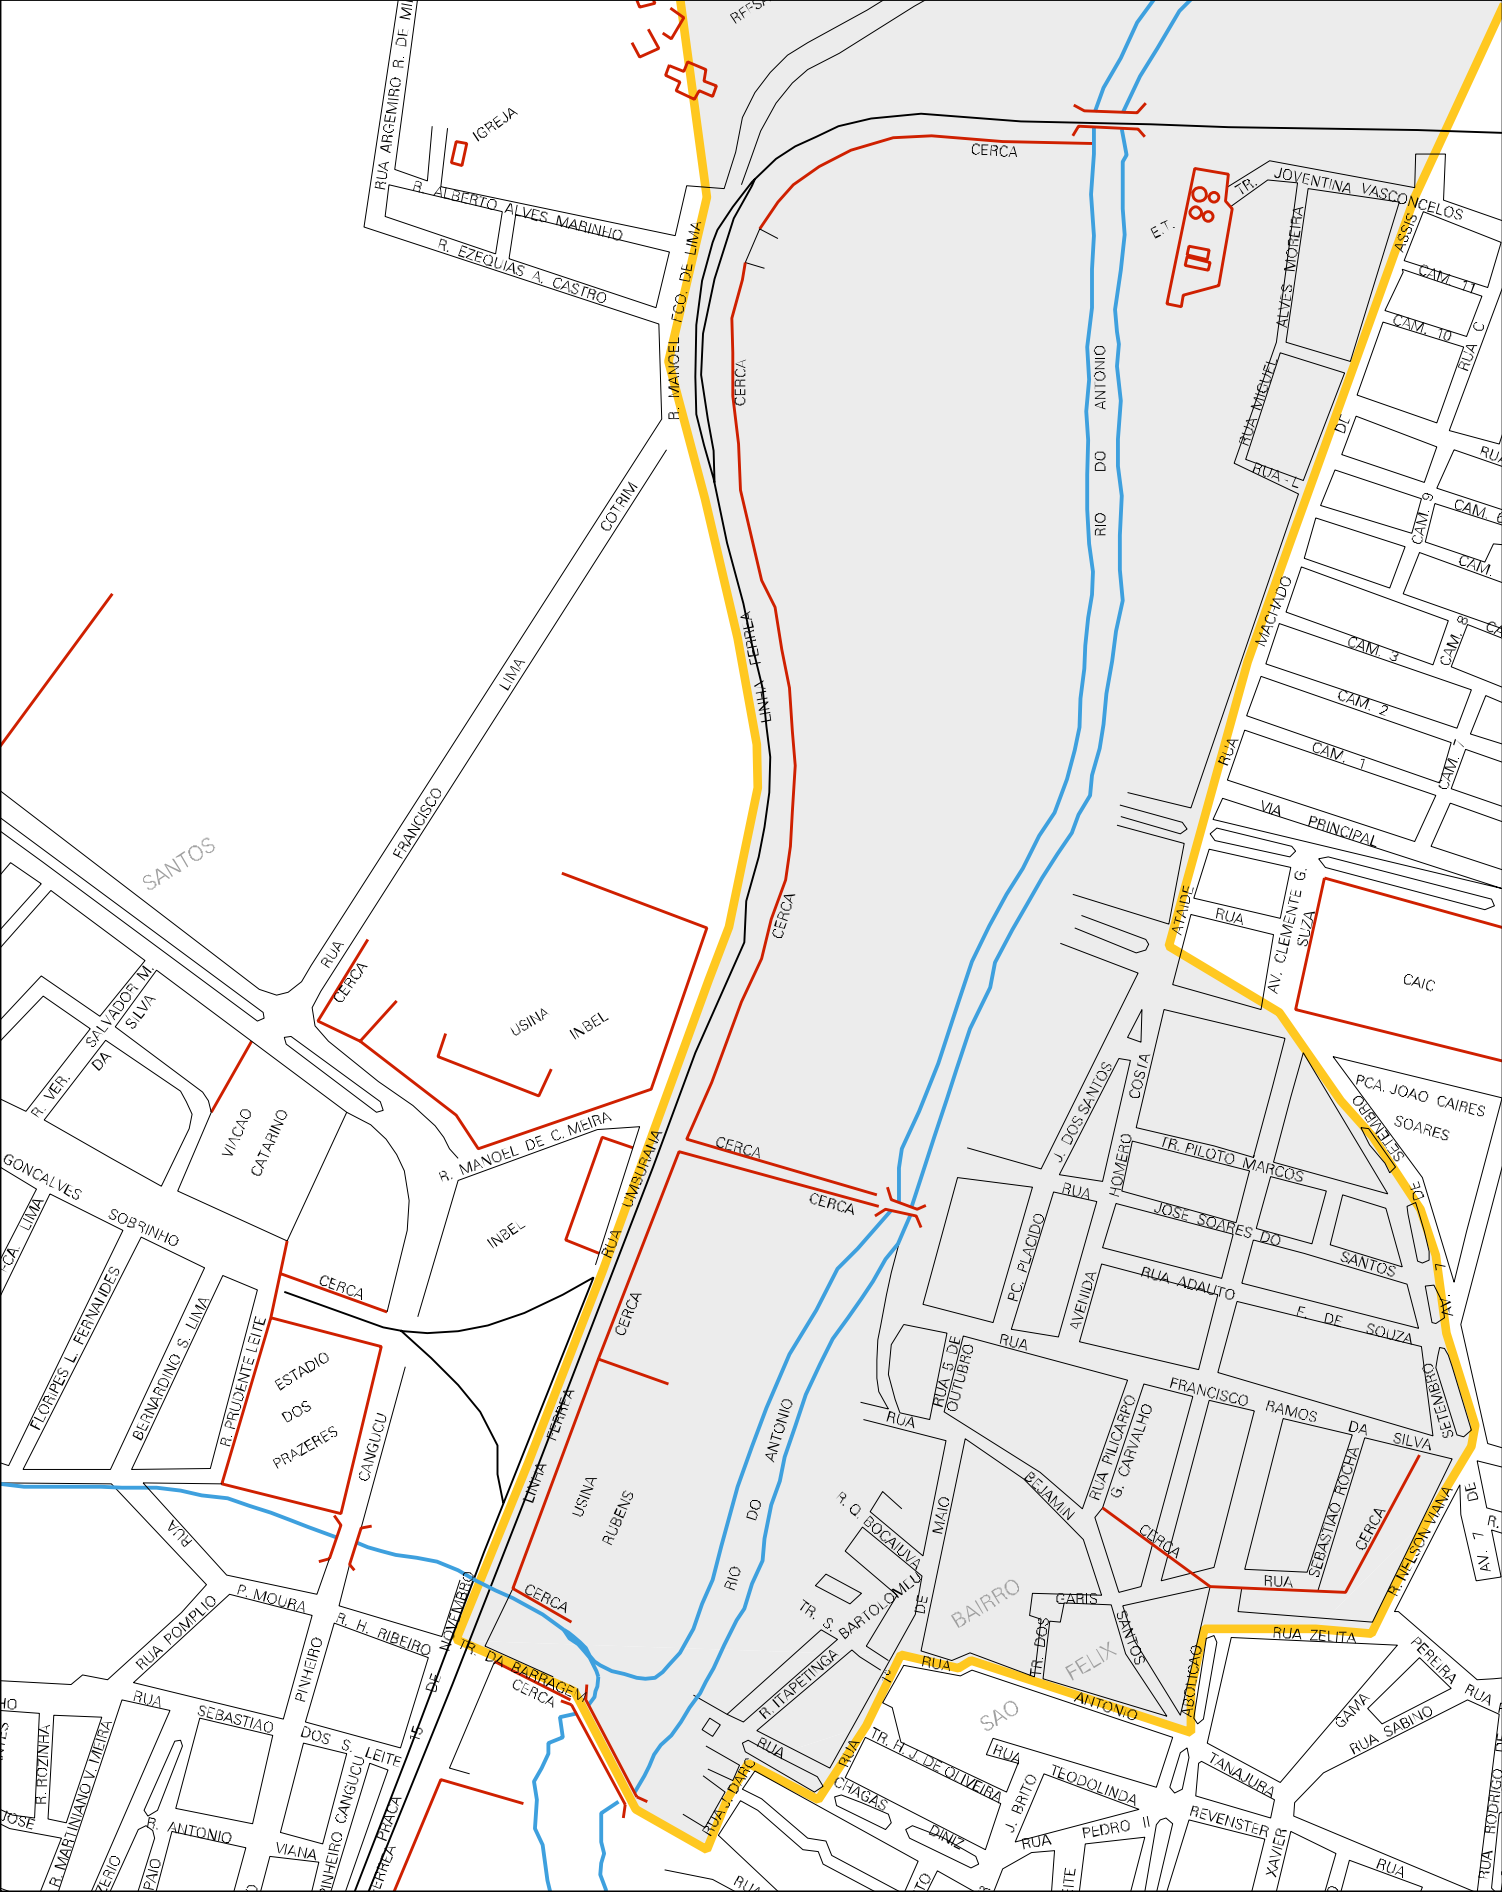 RUA ARGEMIRO R. DE
IGREJA
R. ALBERTO ALVES MARINHO
R. EZEQUIAS A. CASTRO
R. MANOEL FCO. DE LIMA
CERCA
TR. JOVENTINA VASCONCELOS
E.T.
ALVES MOREIRA
RUA MIGUEL
RUA - L
ASSIS
DE
MACHADO
RUA
ATAIDE
CAM. 11
CAM. 10
RUA C
CAM. 9
CAM. 6
CAM.
CAM. 8
CAM. 3
CAM. 2
CAM. 1
CAM. 7
VIA PRINCIPAL
RUA
AV. CLEMENTE G.
SUZA
CAIC
CERCA
RIO DO ANTONIO
LINHA FERREA
CERCA
RUA FRANCISCO LIMA COTRIM
SANTOS
CERCA
USINA
INBEL
R. MANOEL DE C. MEIRA
INBEL
RUA UMBURANA
SALVADOR M.
SILVA
R. VER.
DA
VIACAO
CATARINO
GONCALVES
SOBRINHO
LIMA
FLORIPES L. FERNANDES
BERNARDINO S. LIMA
R. PRUDENTE LEITE
CERCA
ESTADIO
DOS
PRAZERES
CANGUCU
CERCA
CERCA
CERCA
LINHA FERREA
USINA
RUBENS
CERCA
RIO DO ANTONIO
J. DOS SANTOS
COSTA
HOMERO
AVENIDA
PC. PLACIDO
RUA
TR. PILOTO MARCOS
JOSE SOARES DO
SANTOS
RUA ADAUTO
F. DE SOUZA
PCA. JOAO CAIRES
SOARES
SETEMBRO
DE
7
AV.
SETEMBRO
RUA
FRANCISCO RAMOS DA
SILVA
RUA 5 DE
OUTUBRO
RUA
BEJAMIN
RUA PILICARPO
G. CARVALHO
CERCA
SEBASTIAO ROCHA
CERCA
RUA
R. NELSON VIANA
DE
R.
AV. 7
MAIO
DE
R. Q. BOCAIUVA
BARTOLOMEU
TR. S.
R. ITAPETINGA
BAIRRO
FELIX
SAO
CARIS
TR. DOS
SANTOS
RUA
ANTONIO
ABOLICAO
RUA ZELITA
PEREIRA
GAMA
RUA SABINO
RUA
TANAJURA
REVENSTER
XAVIER
RUA
RUA RODRIGO DE
RUA
P. MOURA
RUA POMPLIO
R. H. RIBEIRO
PINHEIRO
NOVEMBRO
DE
15
PRACA
TR. DA BARRAGEM
CERCA
RUA
SEBASTIAO
DOS S. LEITE
R. ROZINHA
R. MARTINIANO V. MEIRA
JOSE
R. ANTONIO
VIANA
PINHEIRO CANGUCU
RUA J. DARC
RUA
RUA
TR. H. J. DE OLIVEIRA
CHAGAS
DINIZ
RUA
TEODOLINDA
J. BRITO
RUA
PEDRO II
RUA